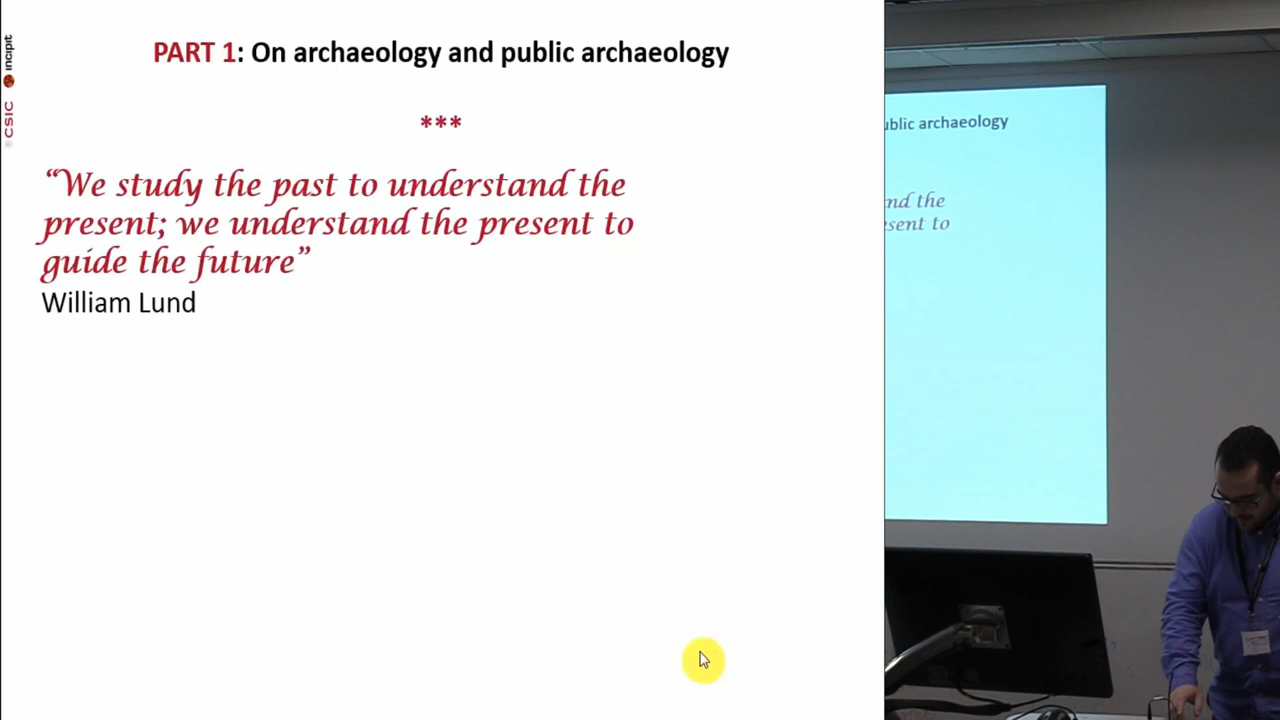 PART 1: On archaeology and public archaeology
***
“We study the past to understand the
present; we understand the present to
guide the future”
William Lund
incipit
CSIC
ublic archaeology
nd the
esent to